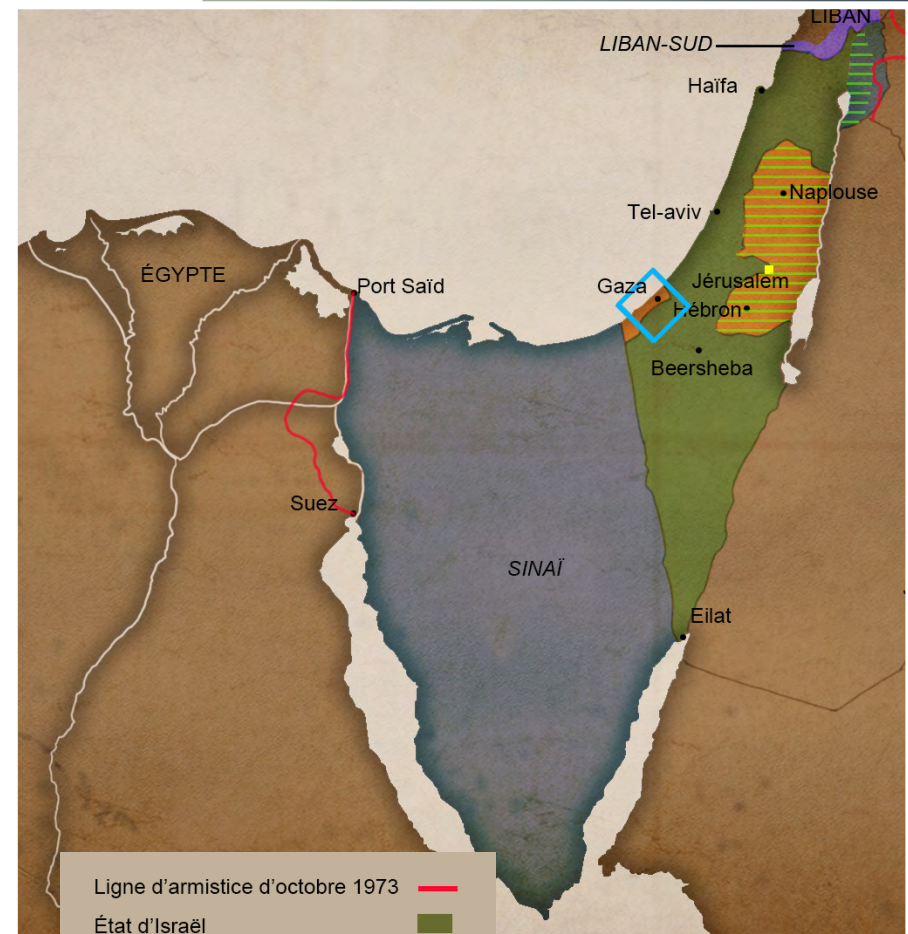 LIBAN
LIBAN-SUD
Haïfa
Naplouse
Tel-aviv
ÉGYPTE
Port Saïd
Gaza
Jérusalem
Hébron
Beersheba
Suez
SINAÏ
Eilat
Ligne d'armistice d'octobre 1973
État d'Israël